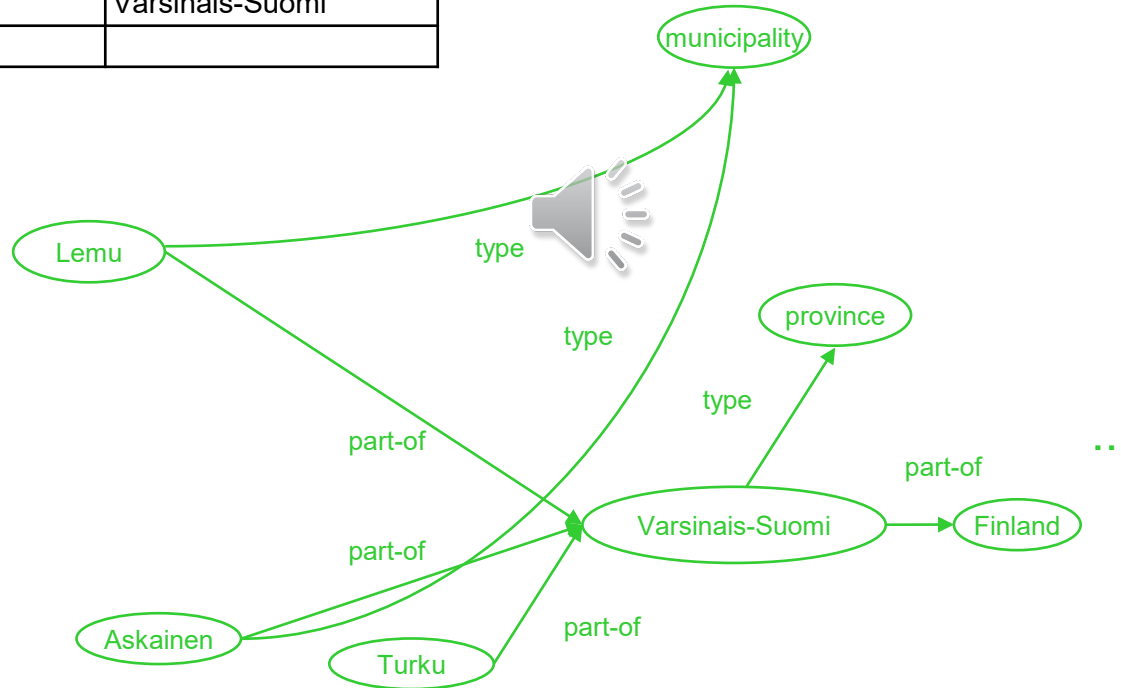 Varsinais-Suomi
municipality
Lemu
type
province
type
type
part-of
..
part-of
Varsinais-Suomi
Finland
part-of
part-of
Askainen
Turku